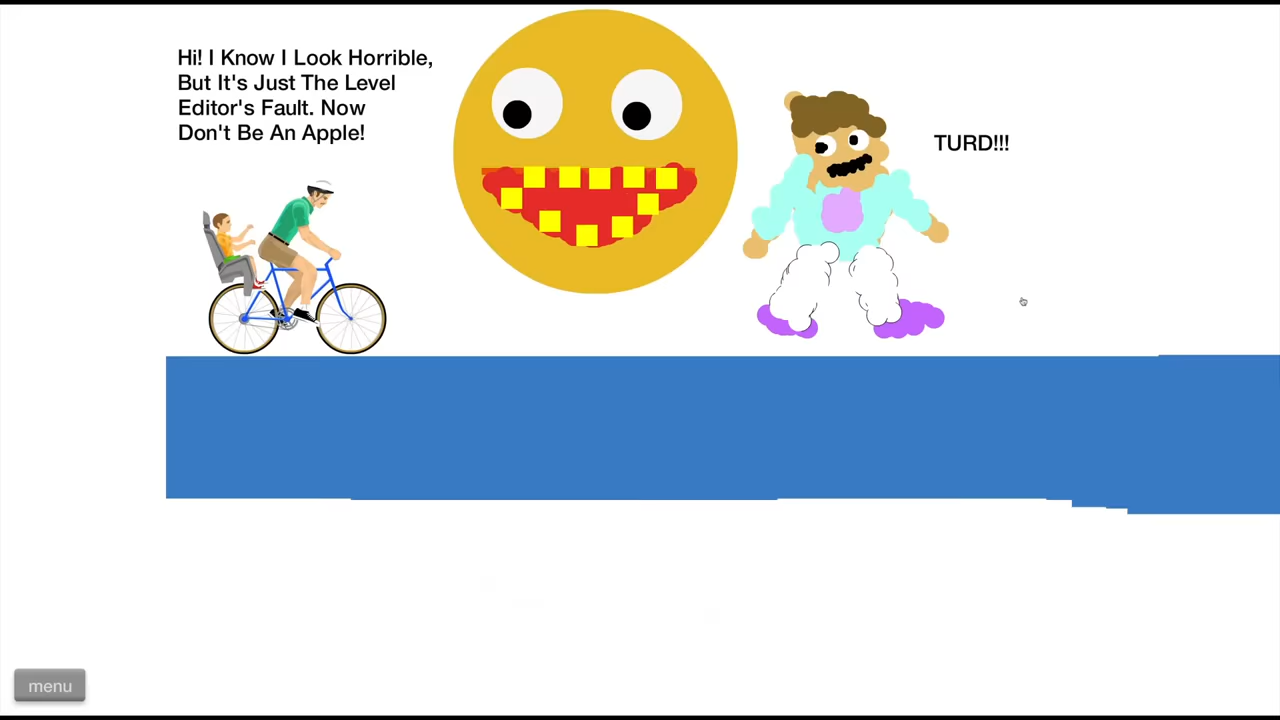 Hi! I Know I Look Horrible,
But It's Just The Level
Editor's Fault. Now
Don't Be An Apple!
TURD!!!
menu